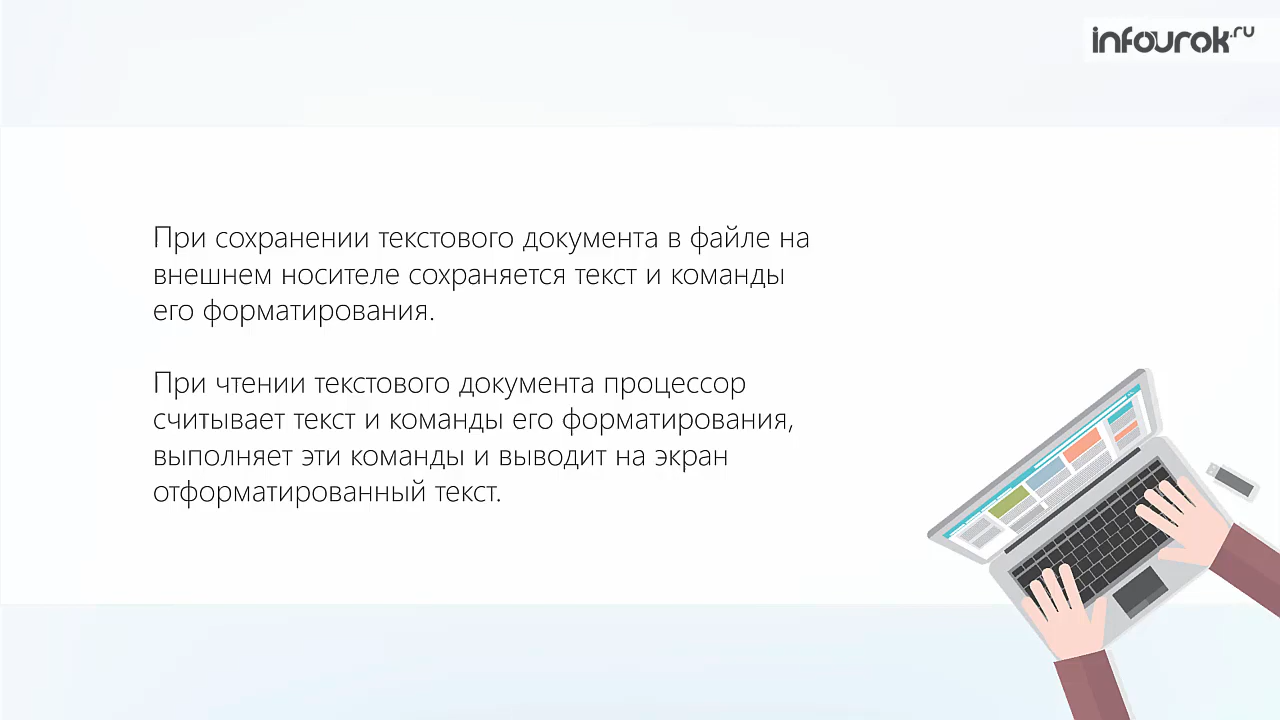 infourok.ru
При сохранении текстового документа в файле на
внешнем носителе сохраняется текст и команды
его форматирования.
При чтении текстового документа процессор
считывает текст и команды его форматирования,
выполняет эти команды и выводит на экран
отформатированный текст.